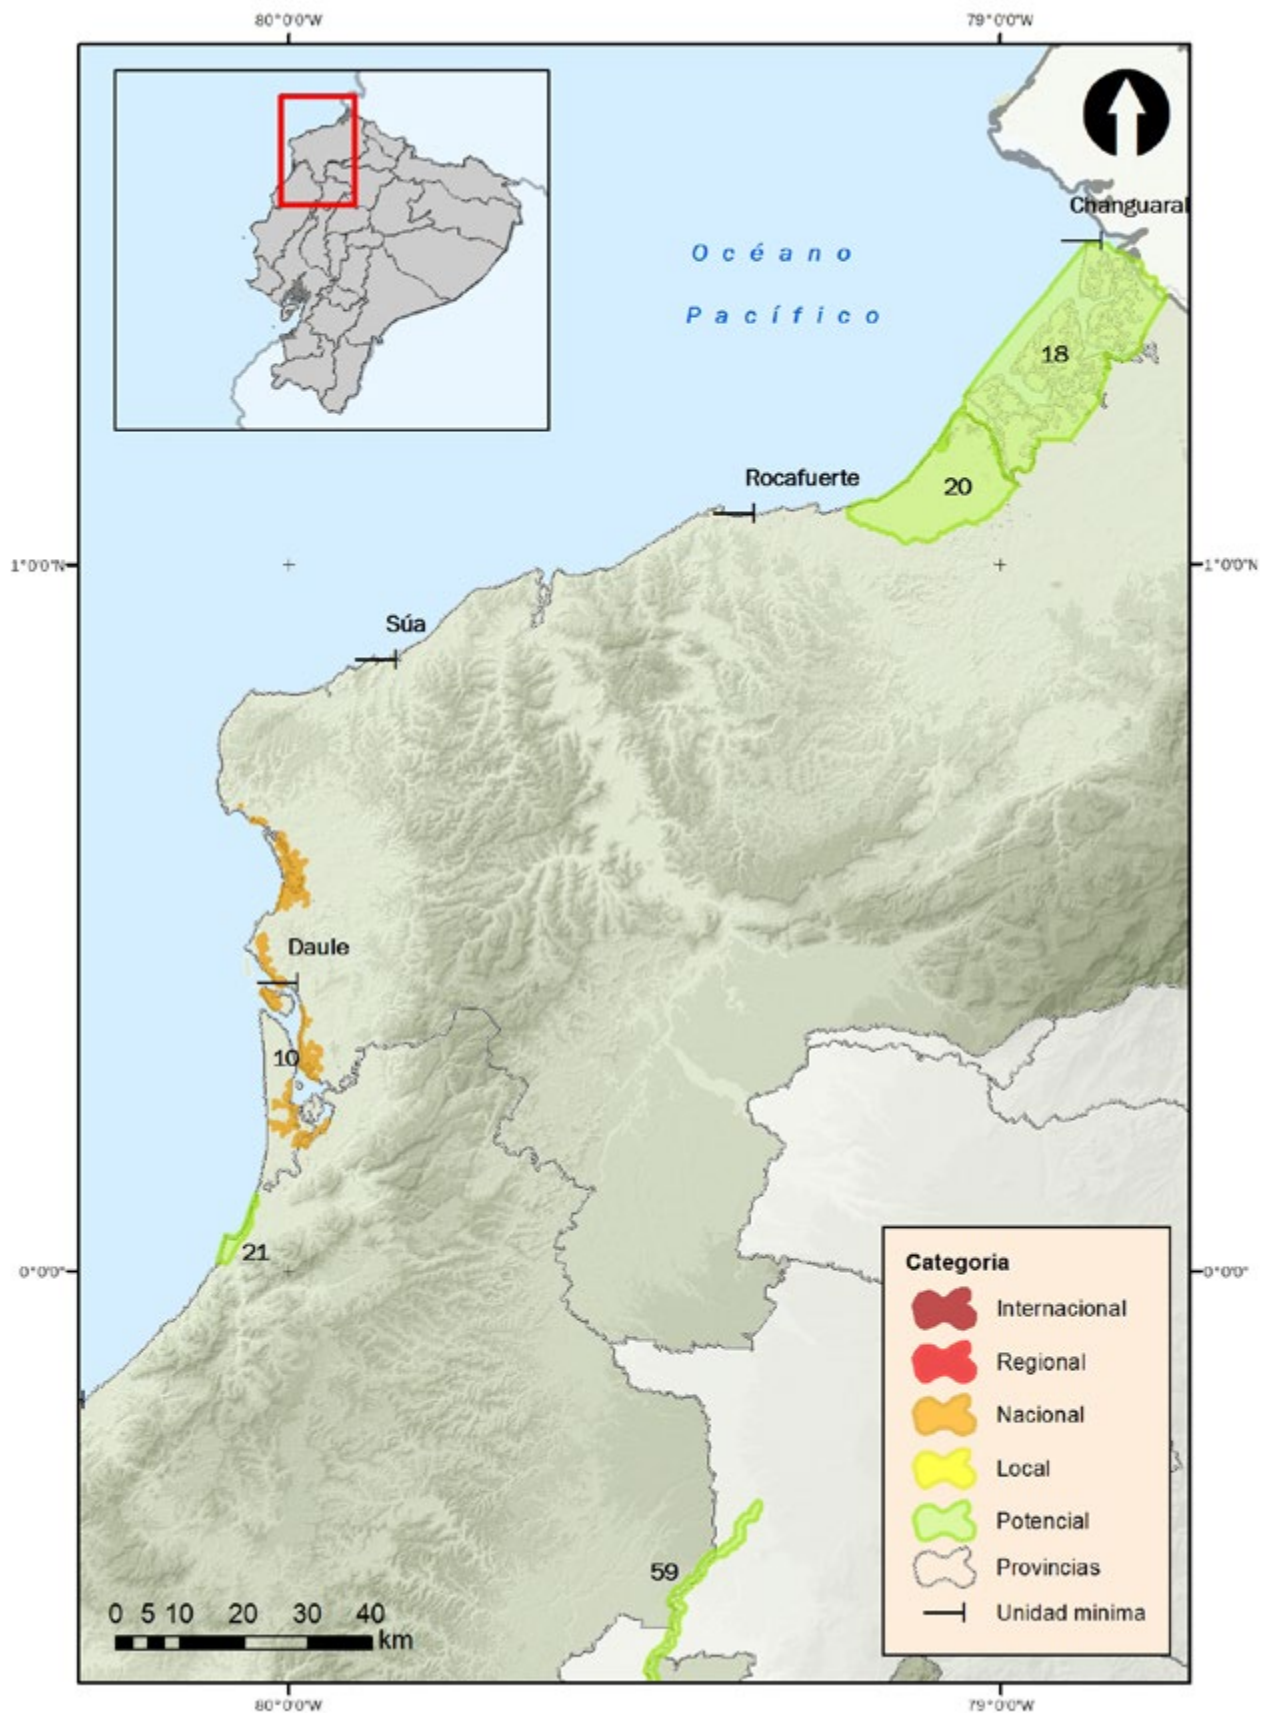 80°0'0"W
79°0'0"W
Changuaral
Océano
Pacífico
18
Rocafuerte
20
1°0'0"N
1°0'0"N
Súa
Daule
10
21
0°0'0"
0°0'0"
Categoria
Internacional
Regional
Nacional
Local
Potencial
Provincias
Unidad minima
59
0 5 10 20 30 40
km
80°0'0"W
79°0'0"W